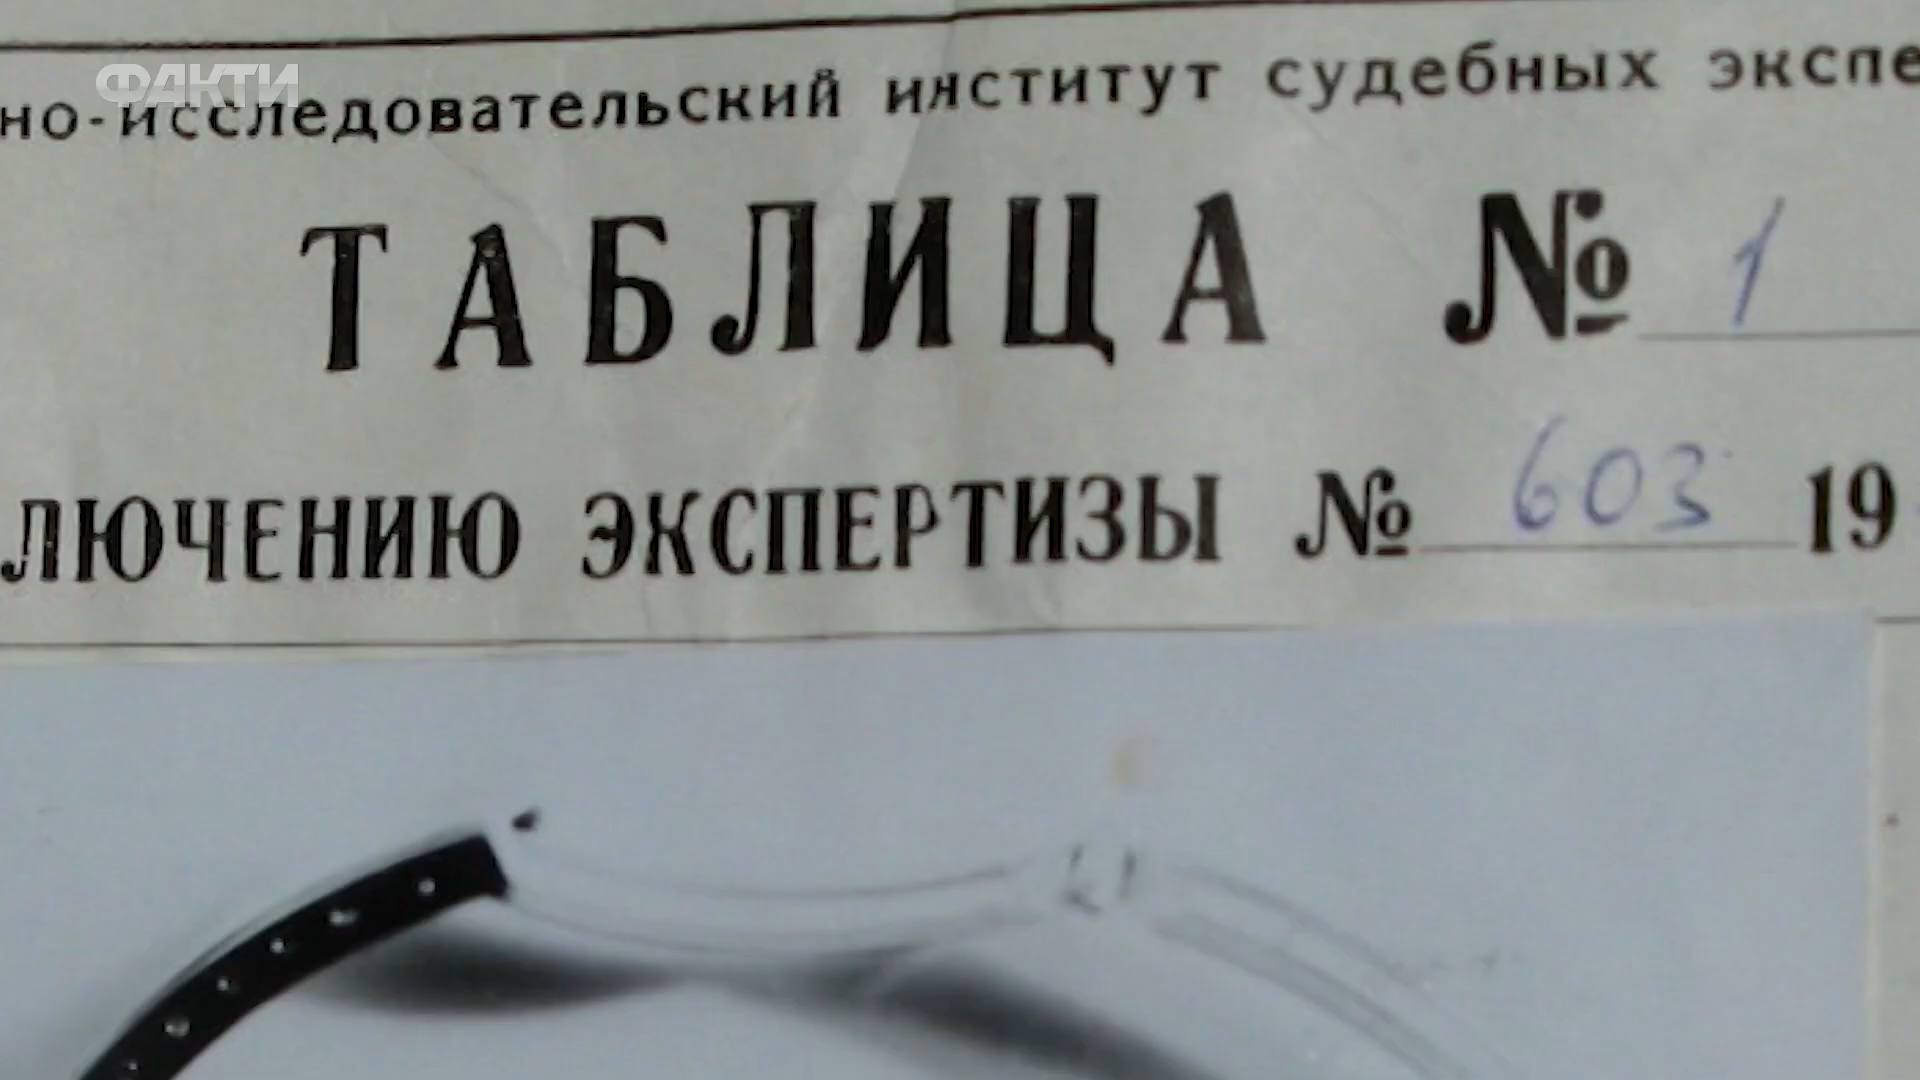 ФАКТИ
но-исследовательский институт судебных экспе
ТАБЛИЦА № 1
ЛЮЧЕНИЮ ЭКСПЕРТИЗЫ № 603 19